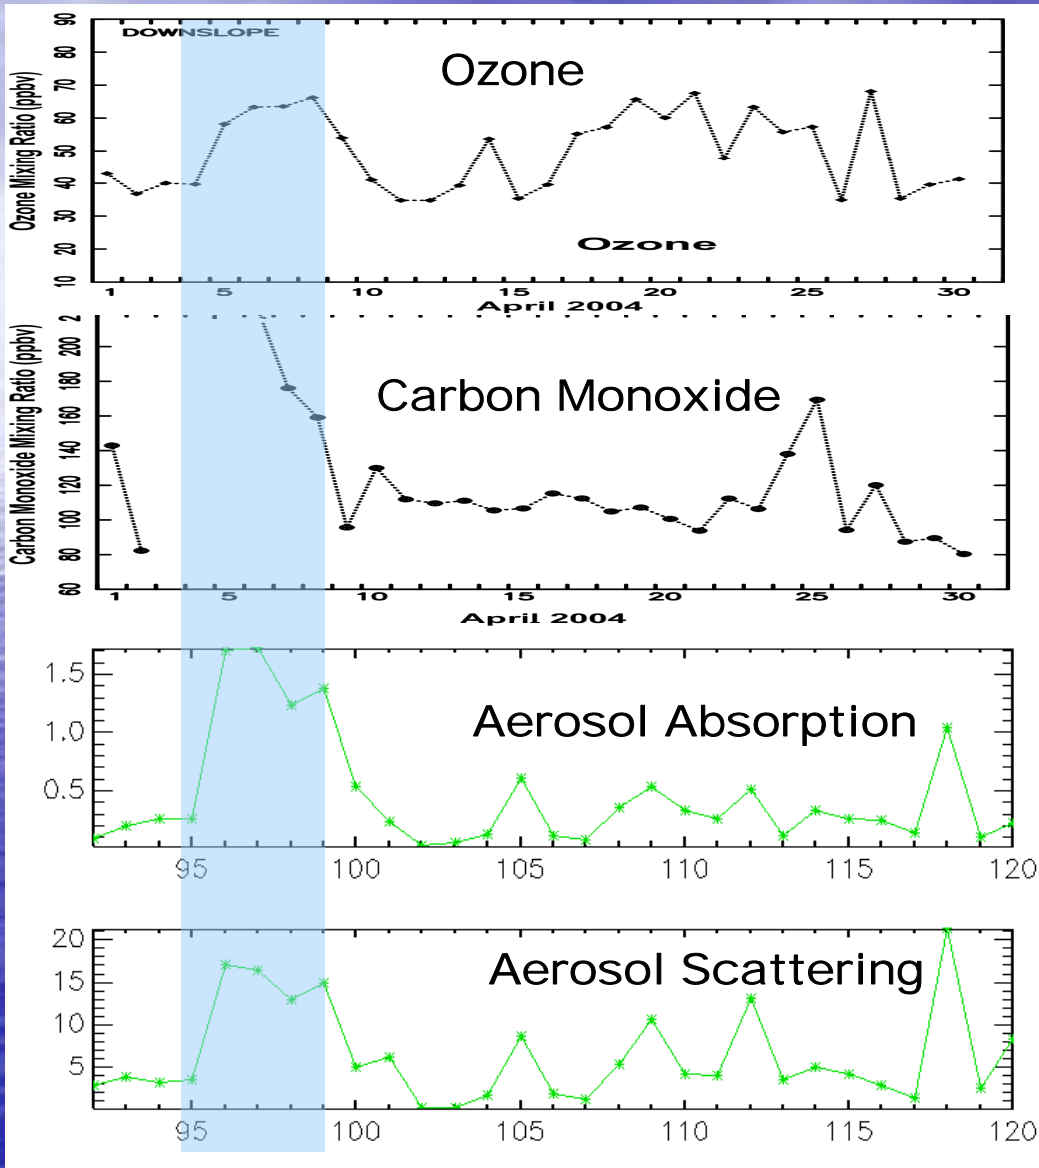 DOWNSLOPE
Ozone
Ozone Mixing Ratio (ppbv)
90
80
70
60
50
40
30
20
10
Ozone
1 5 10 15 20 25 30
April 2004
Carbon Monoxide
Carbon Monoxide Mixing Ratio (ppbv)
2
200
180
160
140
120
100
80
60
1 5 10 15 20 25 30
April 2004
Aerosol Absorption
1.5
1.0
0.5
95 100 105 110 115 120
Aerosol Scattering
20
15
10
5
95 100 105 110 115 120